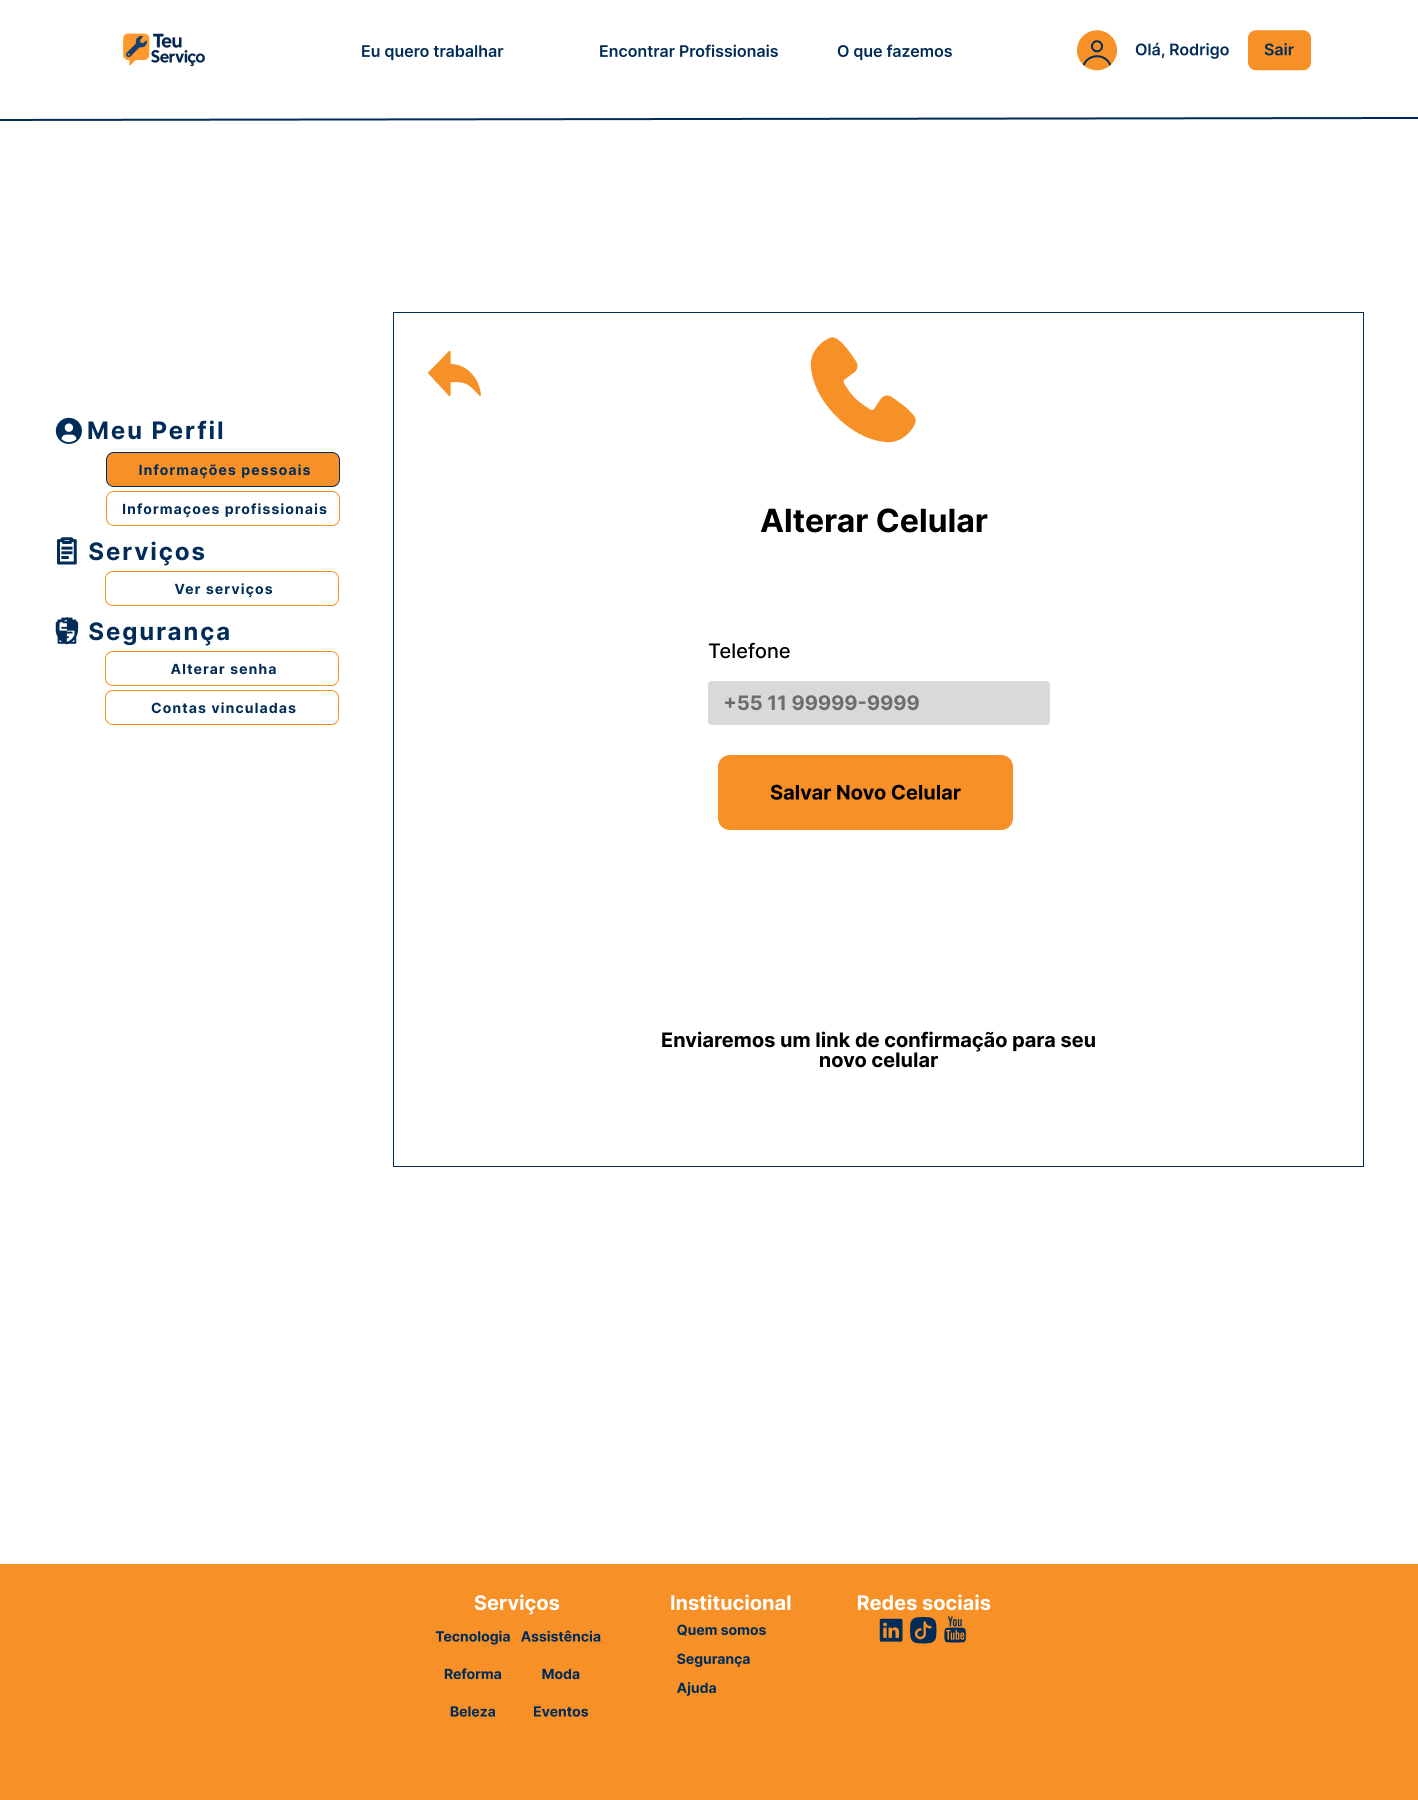 Teu
Serviço
Eu quero trabalhar
Encontrar Profissionais
O que fazemos
Olá, Rodrigo
Sair
Meu Perfil
Informações pessoais
Informaçoes profissionais
Serviços
Ver serviços
Segurança
Alterar senha
Contas vinculadas
Alterar Celular
Telefone
+55 11 99999-9999
Salvar Novo Celular
Enviaremos um link de confirmação para seu
novo celular
Serviços
Tecnologia Assistência
Reforma Moda
Beleza Eventos
Institucional
Quem somos
Segurança
Ajuda
Redes sociais
in
You
Tube